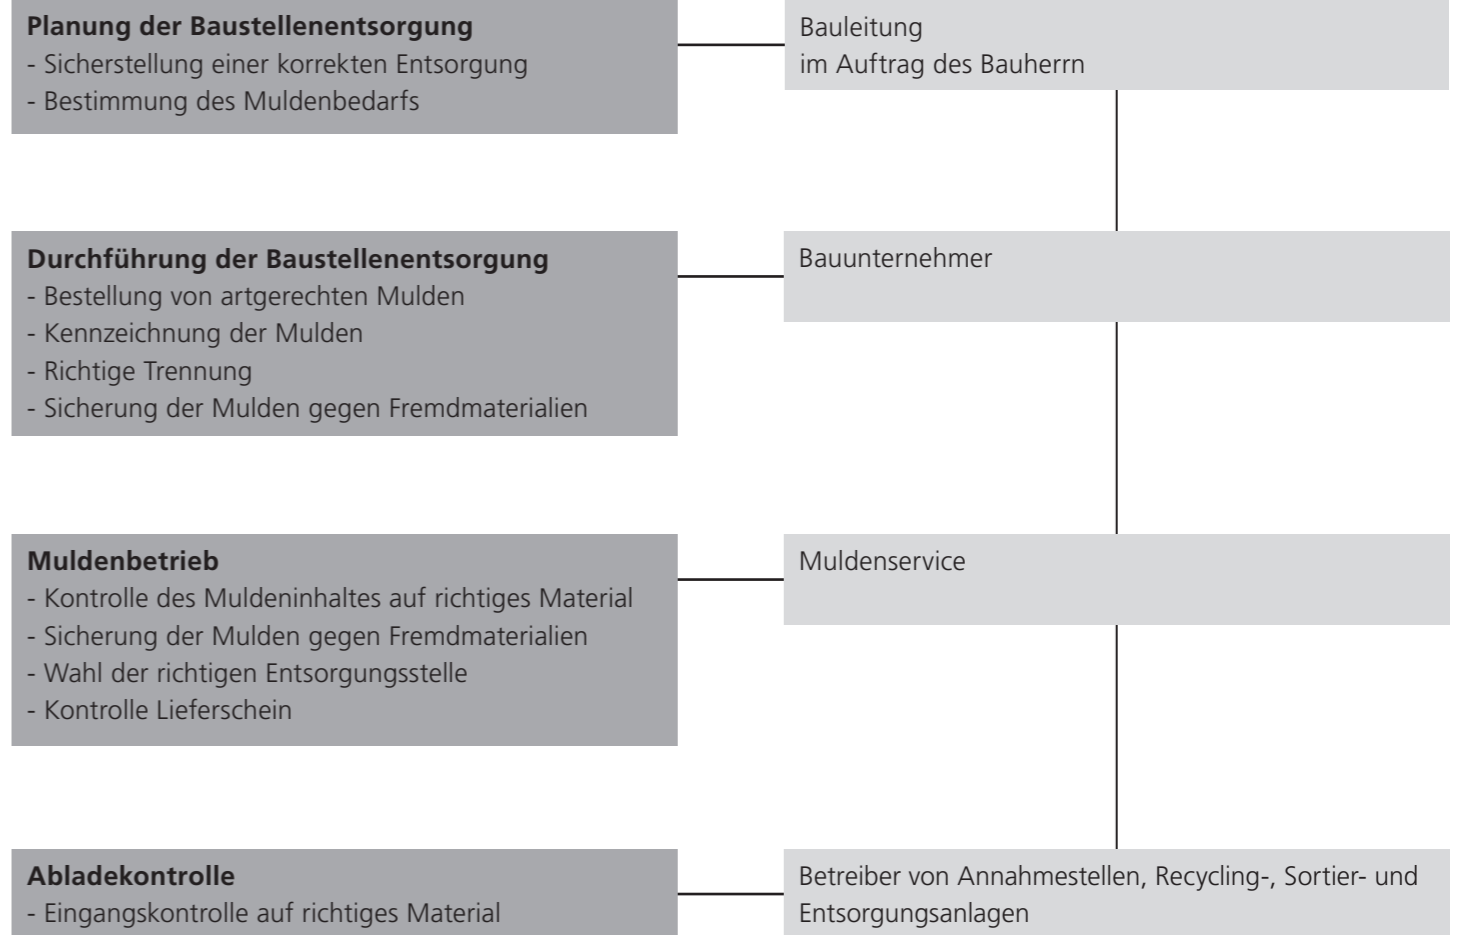 Planung der Baustellenentsorgung
- Sicherstellung einer korrekten Entsorgung
- Bestimmung des Muldenbedarfs
Bauleitung
im Auftrag des Bauherrn
Durchführung der Baustellenentsorgung
- Bestellung von artgerechten Mulden
- Kennzeichnung der Mulden
- Richtige Trennung
- Sicherung der Mulden gegen Fremdmaterialien
Bauunternehmer
Muldenbetrieb
- Kontrolle des Muldeninhaltes auf richtiges Material
- Sicherung der Mulden gegen Fremdmaterialien
- Wahl der richtigen Entsorgungsstelle
- Kontrolle Lieferschein
Muldenservice
Abladekontrolle
- Eingangskontrolle auf richtiges Material
Betreiber von Annahmestellen, Recycling-, Sortier- und
Entsorgungsanlagen